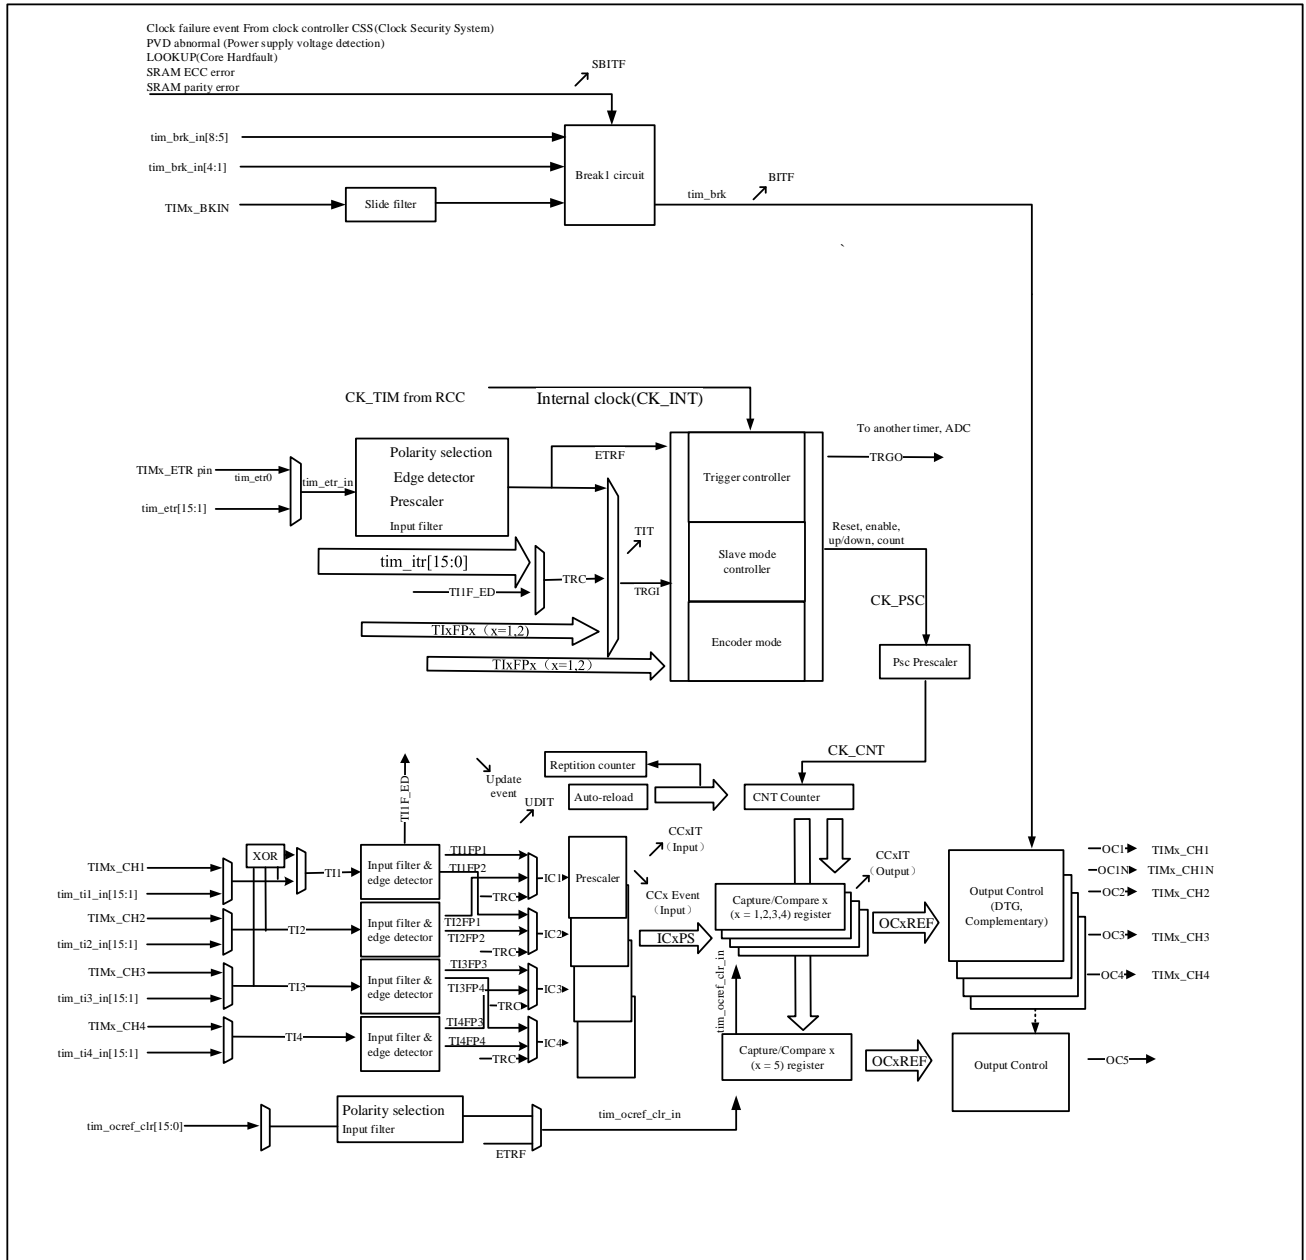 Clock failure event From clock controller CSS(Clock Security System)
PVD abnormal (Power supply voltage detection)
LOOKUP(Core Hardfault)
SRAM ECC error
SRAM parity error
SBITF
tim_brk_in[8:5]
tim_brk_in[4:1]
TIMx_BKIN
Slide filter
Break1 circuit
tim_brk
BITF
`
CK_TIM from RCC
Internal clock(CK_INT)
To another timer, ADC
TRGO
TIMx_ETR pin
tim_etr0
tim_etr[15:1]
tim_etr_in
Polarity selection
Edge detector
Prescaler
Input filter
ETRF
Trigger controller
Slave mode
controller
Encoder mode
TIT
TRGI
tim_itr[15:0]
TI1F_ED
TRC
TIxFPx（x=1,2)
TIxFPx（x=1,2）
Reset, enable,
up/down, count
CK_PSC
Psc Prescaler
CK_CNT
TI1F_ED
Update
event
UDIT
Reptition counter
Auto-reload
CNT Counter
TIMx_CH1
tim_ti1_in[15:1]
TIMx_CH2
tim_ti2_in[15:1]
TIMx_CH3
tim_ti3_in[15:1]
TIMx_CH4
tim_ti4_in[15:1]
XOR
TI1
TI2
TI3
TI4
Input filter &
edge detector
Input filter &
edge detector
Input filter &
edge detector
Input filter &
edge detector
TI1FP1
TI1FP2
TRC
TI2FP1
TI2FP2
TRC
TI3FP3
TI3FP4
TRC
TI4FP3
TI4FP4
TRC
IC1
IC2
IC3
IC4
Prescaler
CCxIT
（Input）
CCx Event
（Input）
ICxPS
CCxIT
（Output）
Capture/Compare x
(x = 1,2,3,4) register
OCxREF
tim_ocref_clr_in
Capture/Compare x
(x = 5) register
OCxREF
Output Control
(DTG,
Complementary)
Output Control
OC1
TIMx_CH1
OC1N
TIMx_CH1N
OC2
TIMx_CH2
OC3
TIMx_CH3
OC4
TIMx_CH4
OC5
tim_ocref_clr[15:0]
Polarity selection
Input filter
ETRF
tim_ocref_clr_in